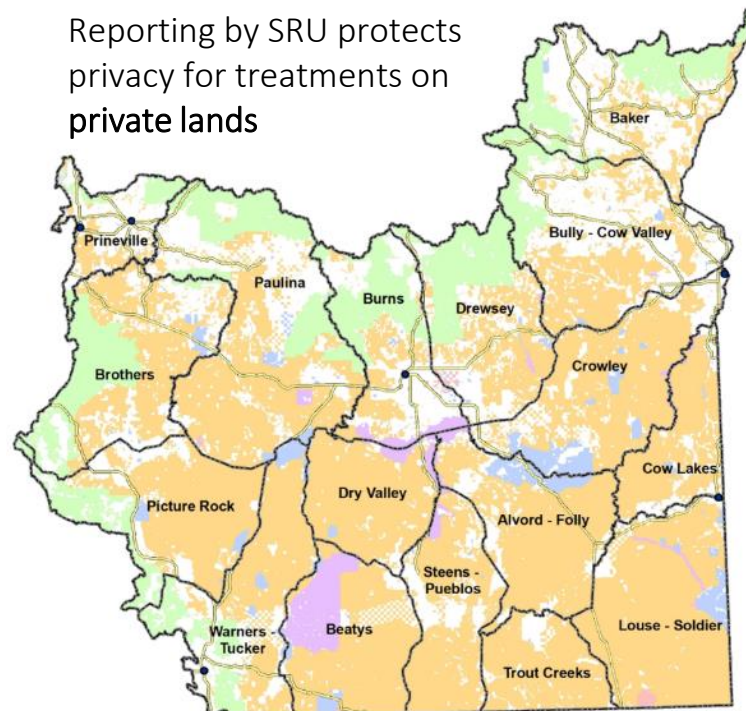 Reporting by SRU protects
privacy for treatments on
private lands
Baker
Prineville
Bully - Cow Valley
Paulina
Burns
Drewsey
Brothers
Crowley
Cow Lakes
Picture Rock
Dry Valley
Alvord - Folly
Steens -
Pueblos
Louse - Soldier
Warners -
Tucker
Beatys
Trout Creeks